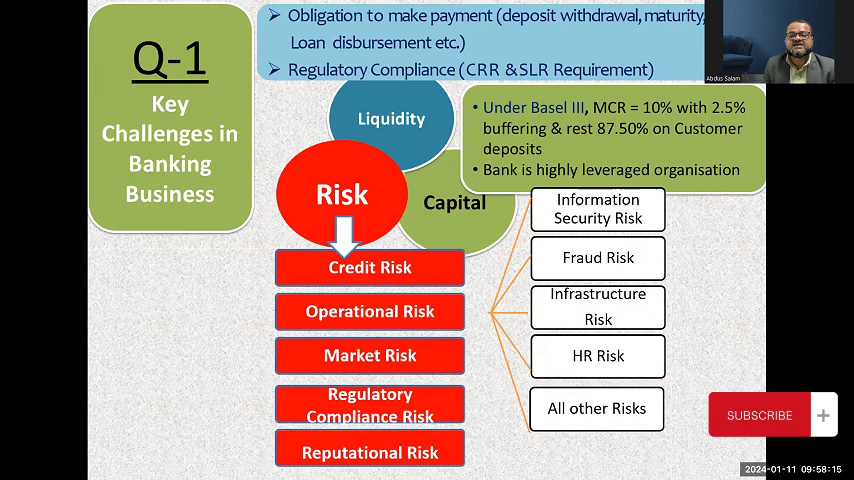 Q-1
Key
Challenges in
Banking
Business
➢ Obligation to make payment (deposit withdrawal, maturity,
Loan disbursement etc.)
➢ Regulatory Compliance (CRR &SLR Requirement)
Abdus Salam
Liquidity
• Under Basel III, MCR = 10% with 2.5%
buffering & rest 87.50% on Customer
deposits
• Bank is highly leveraged organisation
Risk
Capital
Credit Risk
Operational Risk
Market Risk
Regulatory
Compliance Risk
Reputational Risk
Information
Security Risk
Fraud Risk
Infrastructure
Risk
HR Risk
All other Risks
SUBSCRIBE +
2024-01-11 09:58:15